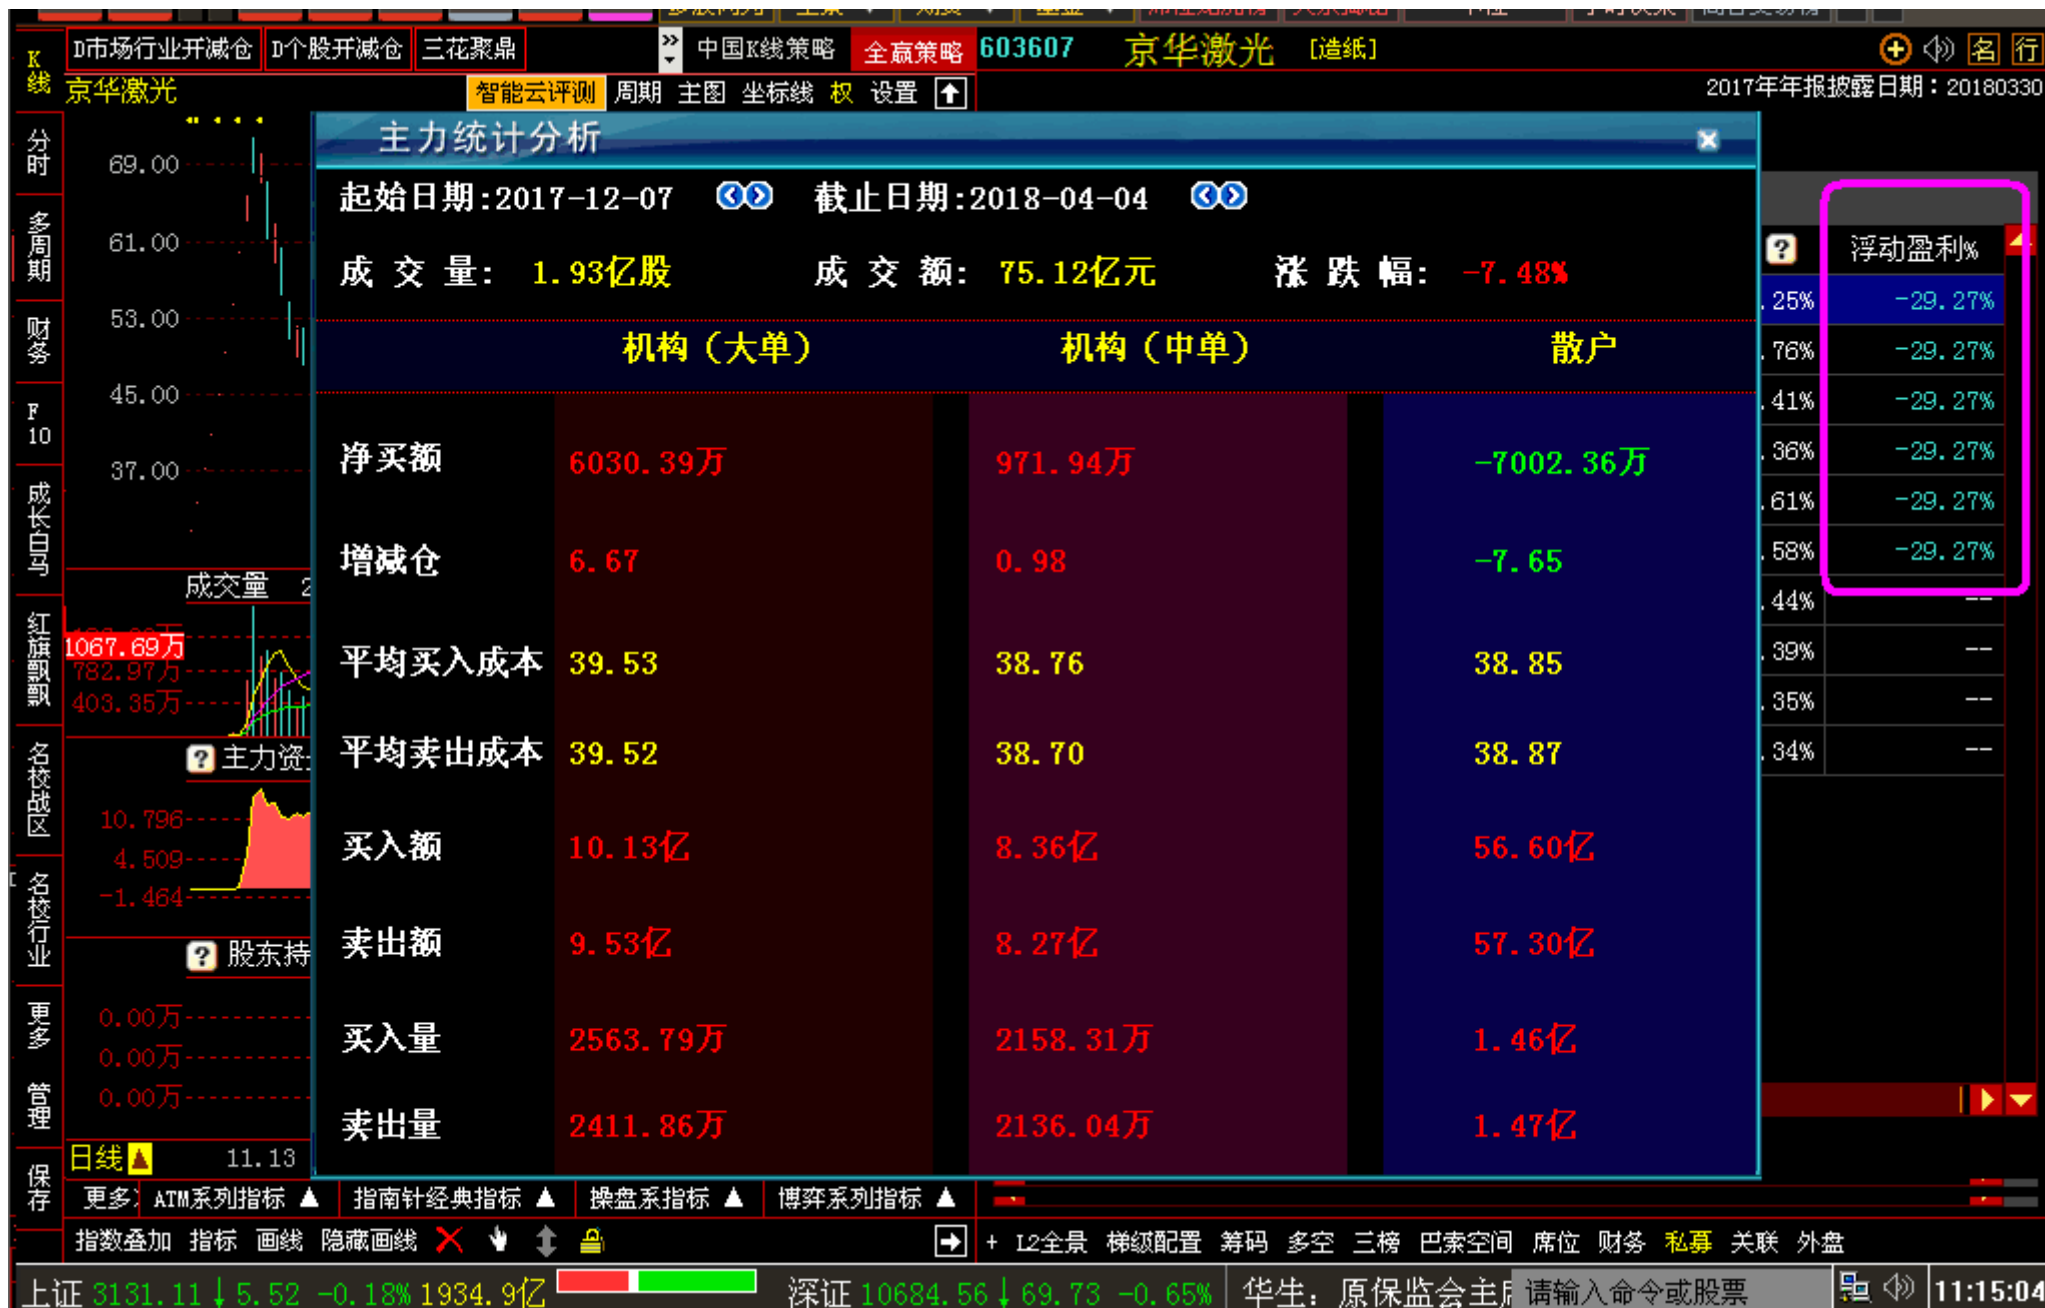 D市场行业开减仓 D个股开减仓 三花聚鼎 中国K线策略 全赢策略 603607 京华激光 [造纸] 名 行
京华激光 智能云评测 周期 主图 坐标线 权 设置 2017年年报披露日期:20180330
K线
分时
多周期
财务
F10
成长白马
红旗飘飘
名校战区
名校行业
更多
管理
保存
69.00
61.00
53.00
45.00
37.00
成交量 2
1067.69万
782.97万
403.35万
主力资
10.796
4.509
-1.464
股东持
0.00万
0.00万
0.00万
日线 11.13
主力统计分析
起始日期:2017-12-07 截止日期:2018-04-04
成交量: 1.93亿股 成交额: 75.12亿元 涨跌幅: -7.48%
机构（大单） 机构（中单） 散户
净买额 6030.39万 971.94万 -7002.36万
增减仓 6.67 0.98 -7.65
平均买入成本 39.53 38.76 38.85
平均卖出成本 39.52 38.70 38.87
买入额 10.13亿 8.36亿 56.60亿
卖出额 9.53亿 8.27亿 57.30亿
买入量 2563.79万 2158.31万 1.46亿
卖出量 2411.86万 2136.04万 1.47亿
? 浮动盈利%
.25% -29.27%
.76% -29.27%
.41% -29.27%
.36% -29.27%
.61% -29.27%
.58% -29.27%
.44% --
.39% --
.35% --
.34% --
更多 ATM系列指标 ▲ 指南针经典指标 ▲ 操盘系指标 ▲ 博弈系列指标 ▲
指数叠加 指标 画线 隐藏画线 + L2全景 梯级配置 筹码 多空 三榜 巴索空间 席位 财务 私募 关联 外盘
上证 3131.11↓5.52 -0.18% 1934.9亿 深证 10684.56↓69.73 -0.65% 华生: 原保监会主 请输入命令或股票 11:15:04